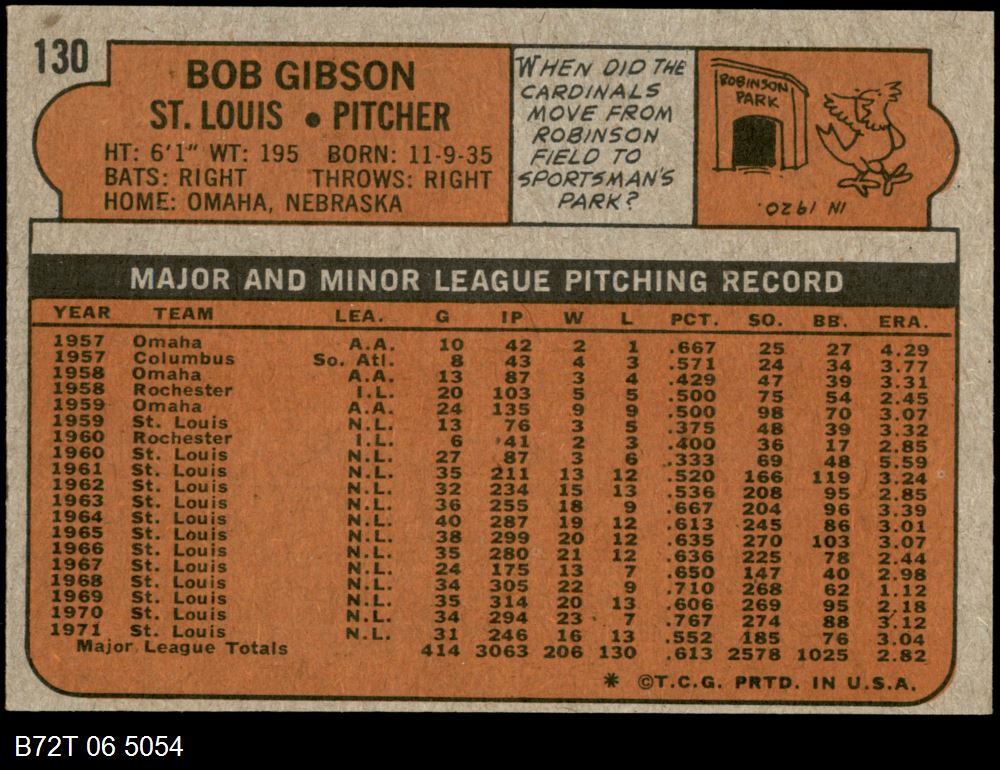 130
BOB GIBSON
ST. LOUIS • PITCHER
HT: 6'1" WT: 195 BORN: 11-9-35
BATS: RIGHT THROWS: RIGHT
HOME: OMAHA, NEBRASKA
WHEN DID THE
CARDINALS
MOVE FROM
ROBINSON
FIELD TO
SPORTSMAN'S
PARK?
ROBINSON
PARK
IN 1920.
MAJOR AND MINOR LEAGUE PITCHING RECORD
YEAR TEAM LEA. G IP W L PCT. SO. BB. ERA.
1957 Omaha A.A. 10 42 2 1 .667 25 27 4.29
1957 Columbus So. Atl. 8 43 4 3 .571 24 34 3.77
1958 Omaha A.A. 13 87 3 4 .429 47 39 3.31
1958 Rochester I.L. 20 103 5 5 .500 75 54 2.45
1959 Omaha A.A. 24 135 9 9 .500 98 70 3.07
1959 St. Louis N.L. 13 76 3 5 .375 48 39 3.32
1960 Rochester I.L. 6 41 2 3 .400 36 17 2.85
1960 St. Louis N.L. 27 87 3 6 .333 69 48 5.59
1961 St. Louis N.L. 35 211 13 12 .520 166 119 3.24
1962 St. Louis N.L. 32 234 15 13 .536 208 95 2.85
1963 St. Louis N.L. 36 255 18 9 .667 204 96 3.39
1964 St. Louis N.L. 40 287 19 12 .613 245 86 3.01
1965 St. Louis N.L. 38 299 20 12 .635 270 103 3.07
1966 St. Louis N.L. 35 280 21 12 .636 225 78 2.44
1967 St. Louis N.L. 24 175 13 7 .650 147 40 2.98
1968 St. Louis N.L. 34 305 22 9 .710 268 62 1.12
1969 St. Louis N.L. 35 314 20 13 .606 269 95 2.18
1970 St. Louis N.L. 34 294 23 7 .767 274 88 3.12
1971 St. Louis N.L. 31 246 16 13 .552 185 76 3.04
Major League Totals 414 3063 206 130 .613 2578 1025 2.82
* ©T.C.G. PRTD. IN U.S.A.
B72T 06 5054